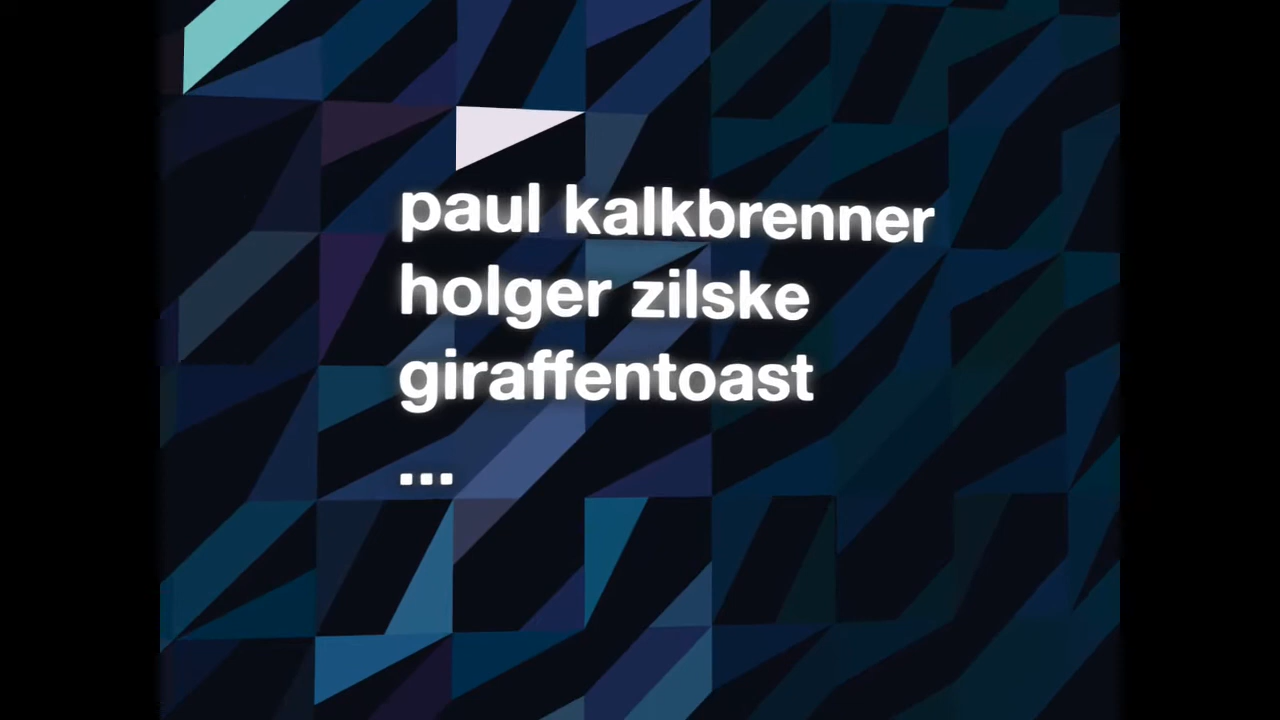 paul kalkbrenner
holger zilske
giraffentoast
...